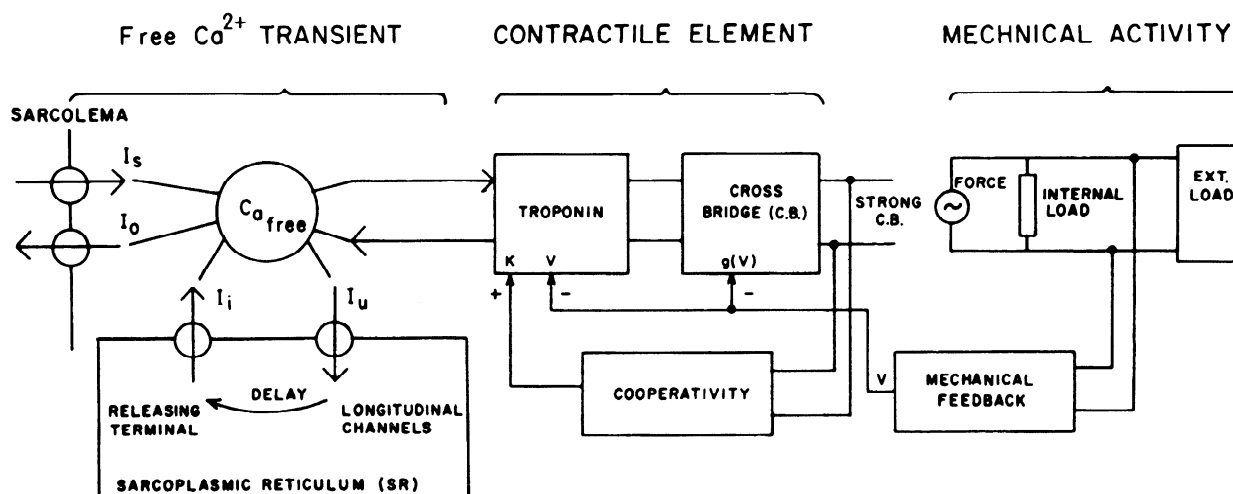 Free Ca2+ TRANSIENT
CONTRACTILE ELEMENT
MECHNICAL ACTIVITY
SARCOLEMA
Is
Io
Cafree
Ii
Iu
DELAY
RELEASING
TERMINAL
LONGITUDINAL
CHANNELS
SARCOPLASMIC RETICULUM (SR)
TROPONIN
K V
+
-
CROSS
BRIDGE (C.B.)
g(V)
-
STRONG
C.B.
COOPERATIVITY
FORCE
~
INTERNAL
LOAD
EXT.
LOAD
V
MECHANICAL
FEEDBACK